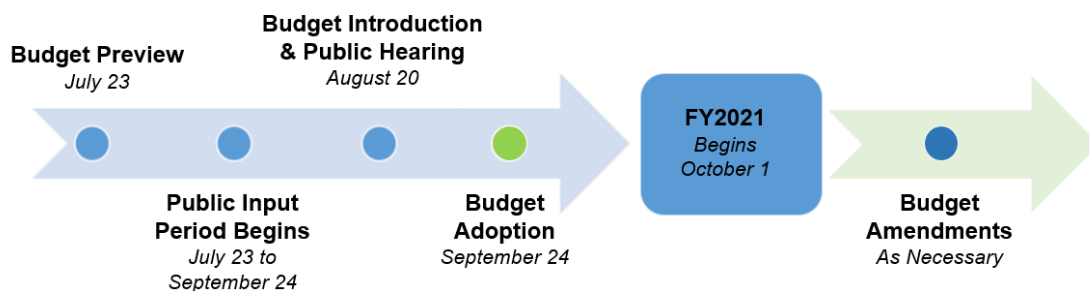 Budget Preview
July 23
Public Input
Period Begins
July 23 to
September 24
Budget Introduction
& Public Hearing
August 20
Budget
Adoption
September 24
FY2021
Begins
October 1
Budget
Amendments
As Necessary